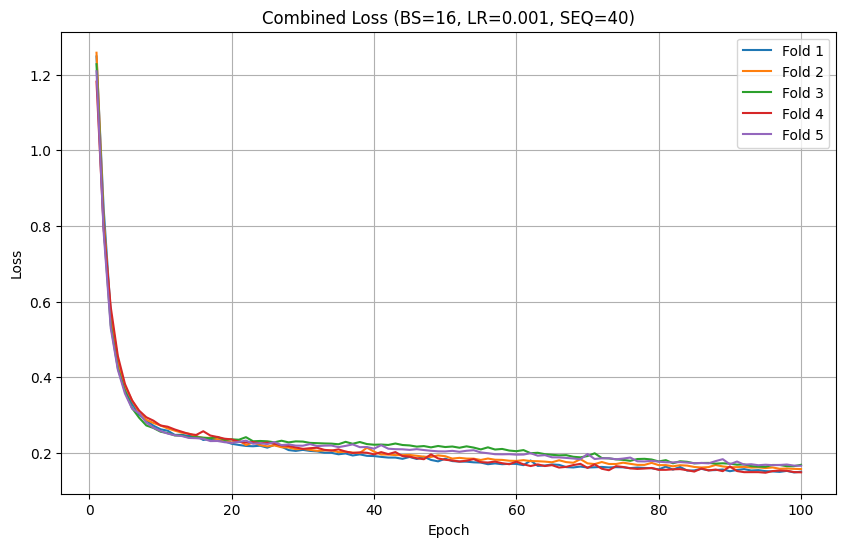 Combined Loss (BS=16, LR=0.001, SEQ=40)
Fold 1
Fold 2
Fold 3
Fold 4
Fold 5
Loss
1.2
1.0
0.8
0.6
0.4
0.2
0 20 40 60 80 100
Epoch